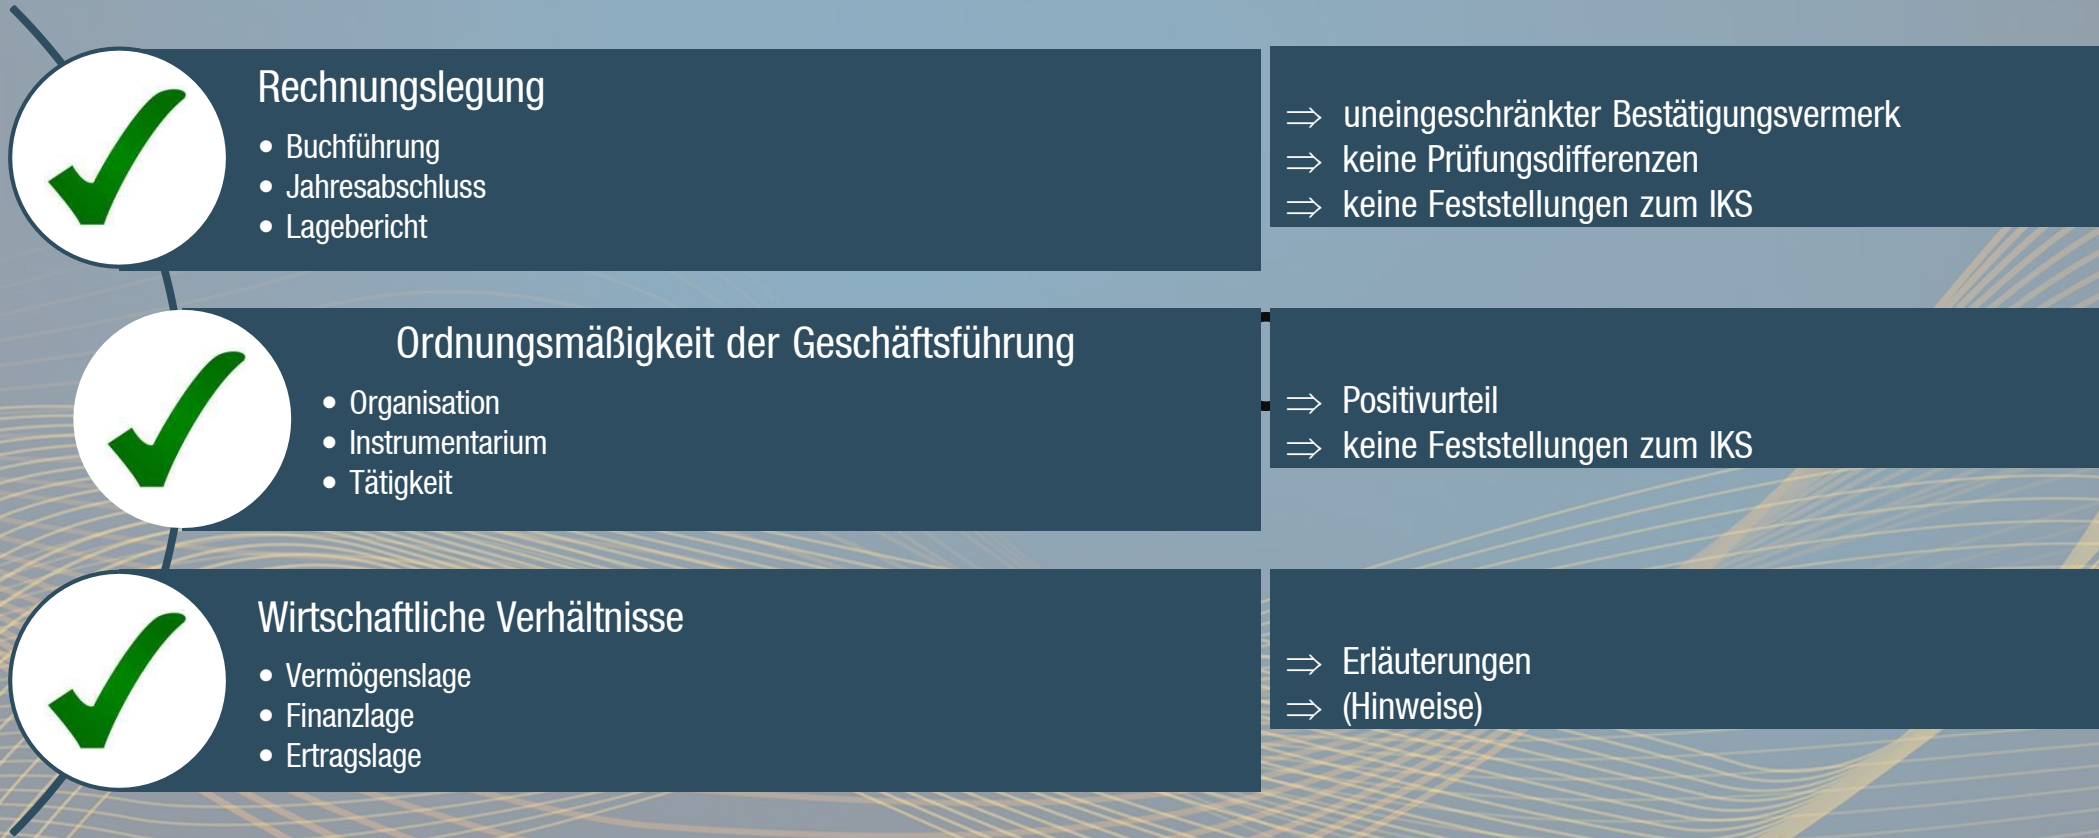 Rechnungslegung
• Buchführung
• Jahresabschluss
• Lagebericht
⇒ uneingeschränkter Bestätigungsvermerk
⇒ keine Prüfungsdifferenzen
⇒ keine Feststellungen zum IKS
Ordnungsmäßigkeit der Geschäftsführung
• Organisation
• Instrumentarium
• Tätigkeit
⇒ Positivurteil
⇒ keine Feststellungen zum IKS
Wirtschaftliche Verhältnisse
• Vermögenslage
• Finanzlage
• Ertragslage
⇒ Erläuterungen
⇒ (Hinweise)